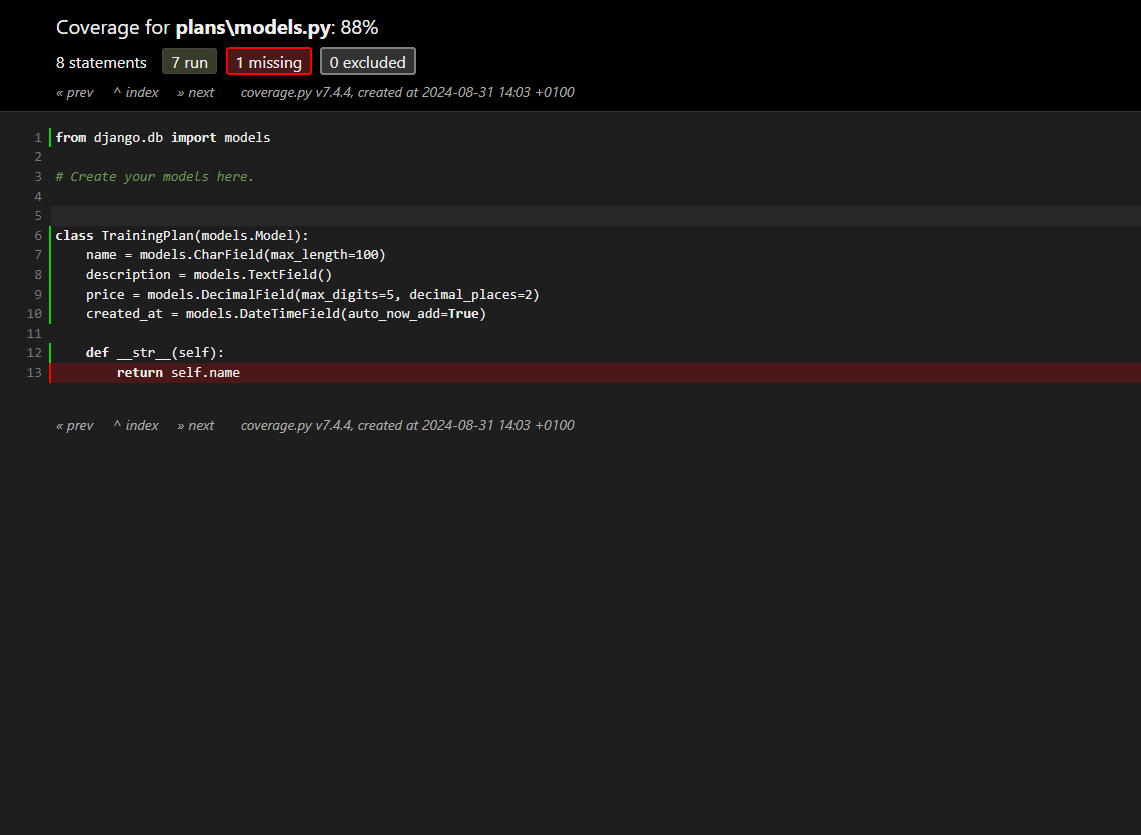 Coverage for plans\models.py: 88%
8 statements 7 run 1 missing 0 excluded
« prev ^ index » next coverage.py v7.4.4, created at 2024-08-31 14:03 +0100
1 from django.db import models
2
3 # Create your models here.
4
5
6 class TrainingPlan(models.Model):
7     name = models.CharField(max_length=100)
8     description = models.TextField()
9     price = models.DecimalField(max_digits=5, decimal_places=2)
10     created_at = models.DateTimeField(auto_now_add=True)
11
12     def __str__(self):
13         return self.name
« prev ^ index » next coverage.py v7.4.4, created at 2024-08-31 14:03 +0100